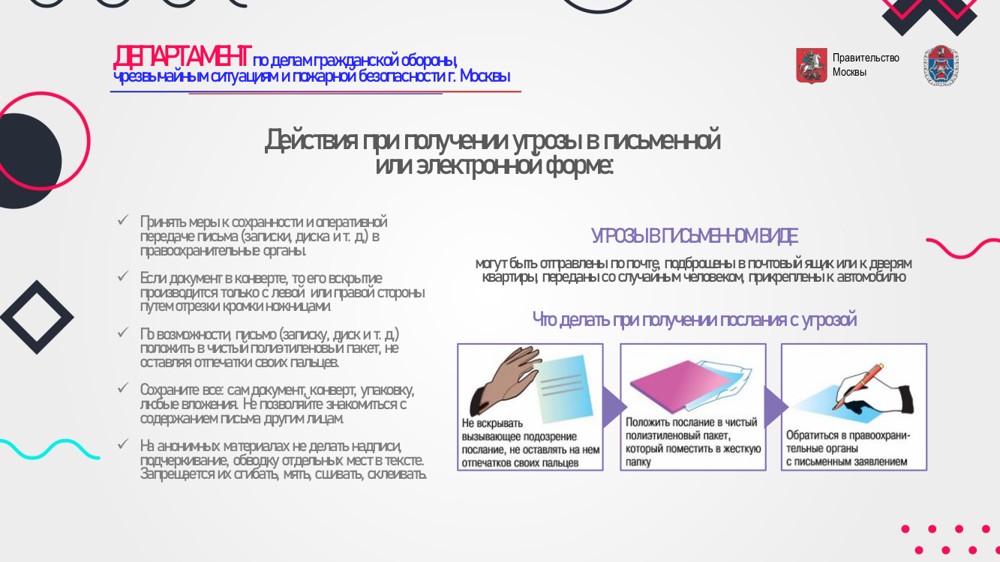 ДЕПАРТАМЕНТ по делам гражданской обороны,
чрезвычайным ситуациям и пожарной безопасности г. Москвы
Правительство
Москвы
Действия при получении угрозы в письменной
или электронной форме:
✓ Принять меры к сохранности и оперативной
передаче письма (записки, диска и т. д.) в
правоохранительные органы.
✓ Если документ в конверте, то его вскрытие
производится только с левой или правой стороны
путем отрезки кромки ножницами.
✓ По возможности, письмо (записку, диск и т. д.)
положить в чистый полиэтиленовый пакет, не
оставляя отпечатки своих пальцев.
✓ Сохраните все: сам документ, конверт, упаковку,
любые вложения. Не позволяйте знакомиться с
содержанием письма другим лицам.
✓ На анонимных материалах не делать надписи,
подчеркивание, обводку отдельных мест в тексте.
Запрещается их сгибать, мять, сшивать, склеивать.
УГРОЗЫ В ПИСЬМЕННОМ ВИДЕ
могут быть отправлены по почте, подброшены в почтовый ящик или к дверям
квартиры, переданы со случайным человеком, прикреплены к автомобилю
Что делать при получении послания с угрозой
Не вскрывать
вызывающее подозрение
послание, не оставлять на нем
отпечатков своих пальцев
Положить послание в чистый
полиэтиленовый пакет,
который поместить в жесткую
папку
Обратиться в правоохрани-
тельные органы
с письменным заявлением